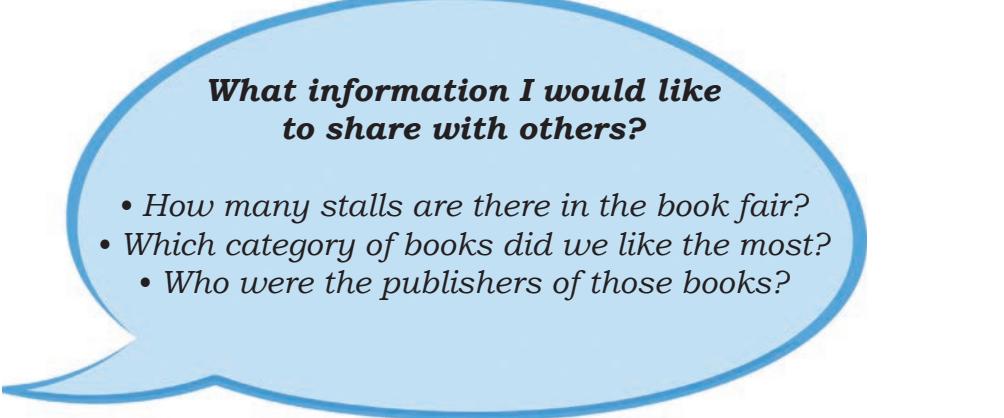 What information I would like
to share with others?
• How many stalls are there in the book fair?
• Which category of books did we like the most?
• Who were the publishers of those books?